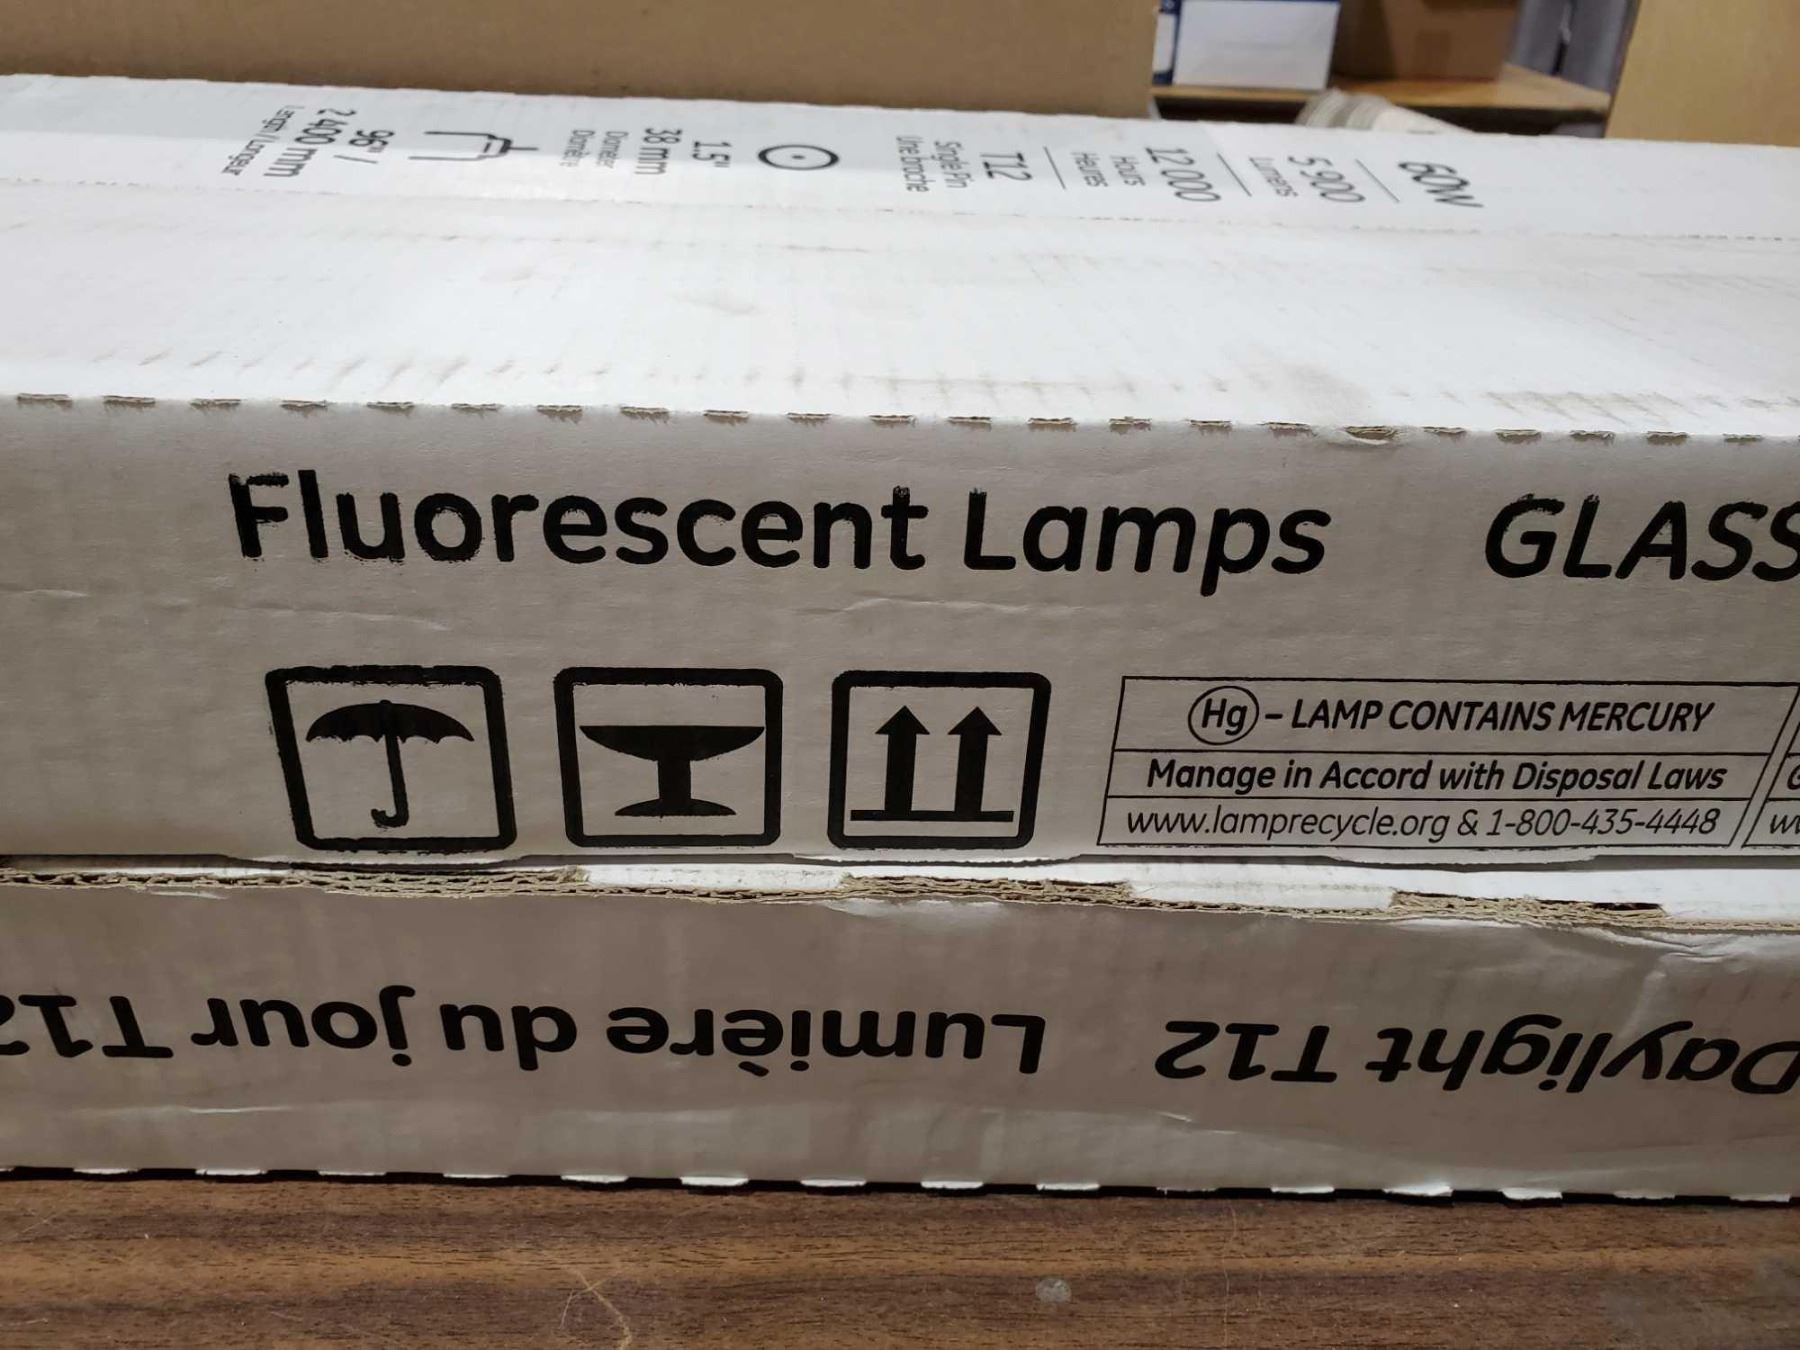 60W
5 900
Lumens
12 000
Hours
Heures
T12
Single Pin
Une broche
1.5"
38 mm
Diameter
Diamètre
96" /
2 400 mm
Length / Longeur
Fluorescent Lamps GLASS
Hg – LAMP CONTAINS MERCURY
Manage in Accord with Disposal Laws
www.lamprecycle.org & 1-800-435-4448
Daylight T12 Lumière du jour T12